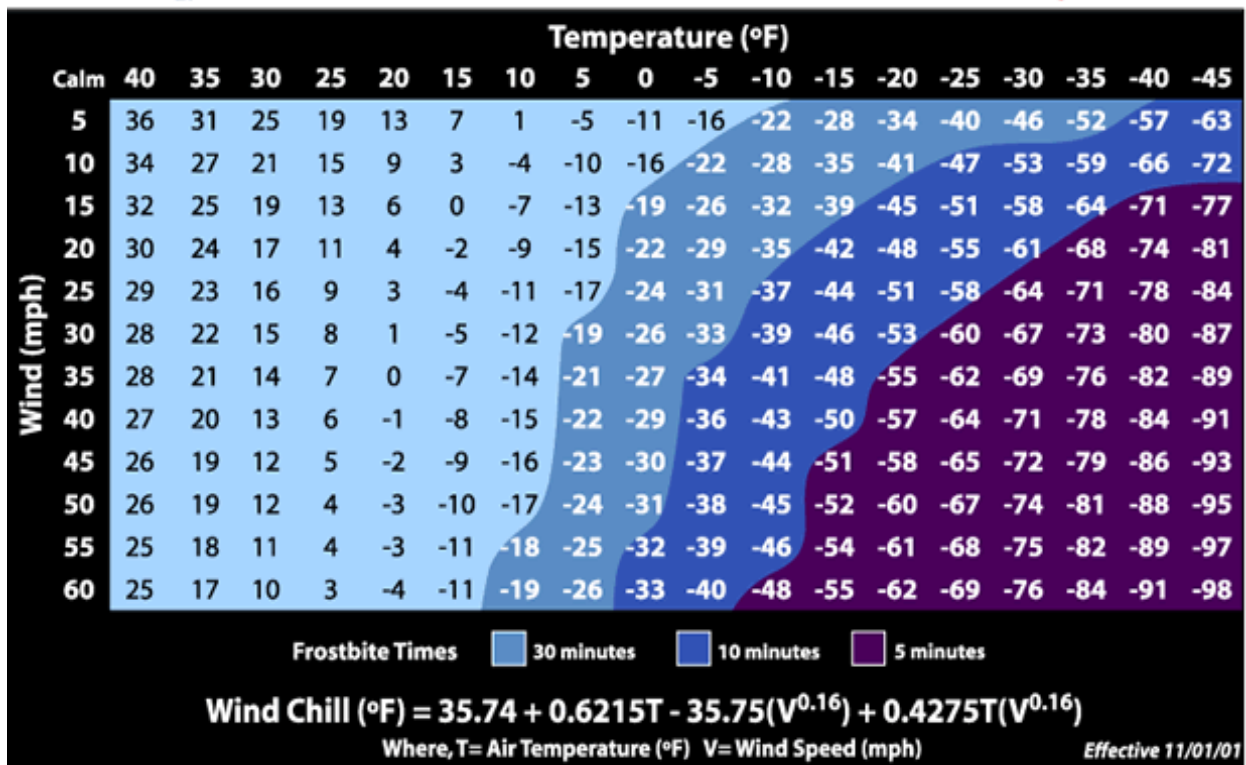 Temperature (ºF)
Calm 40 35 30 25 20 15 10 5 0 -5 -10 -15 -20 -25 -30 -35 -40 -45
5 36 31 25 19 13 7 1 -5 -11 -16 -22 -28 -34 -40 -46 -52 -57 -63
10 34 27 21 15 9 3 -4 -10 -16 -22 -28 -35 -41 -47 -53 -59 -66 -72
15 32 25 19 13 6 0 -7 -13 -19 -26 -32 -39 -45 -51 -58 -64 -71 -77
20 30 24 17 11 4 -2 -9 -15 -22 -29 -35 -42 -48 -55 -61 -68 -74 -81
25 29 23 16 9 3 -4 -11 -17 -24 -31 -37 -44 -51 -58 -64 -71 -78 -84
30 28 22 15 8 1 -5 -12 -19 -26 -33 -39 -46 -53 -60 -67 -73 -80 -87
35 28 21 14 7 0 -7 -14 -21 -27 -34 -41 -48 -55 -62 -69 -76 -82 -89
40 27 20 13 6 -1 -8 -15 -22 -29 -36 -43 -50 -57 -64 -71 -78 -84 -91
45 26 19 12 5 -2 -9 -16 -23 -30 -37 -44 -51 -58 -65 -72 -79 -86 -93
50 26 19 12 4 -3 -10 -17 -24 -31 -38 -45 -52 -60 -67 -74 -81 -88 -95
55 25 18 11 4 -3 -11 -18 -25 -32 -39 -46 -54 -61 -68 -75 -82 -89 -97
60 25 17 10 3 -4 -11 -19 -26 -33 -40 -48 -55 -62 -69 -76 -84 -91 -98
Wind (mph)
Frostbite Times 30 minutes 10 minutes 5 minutes
Wind Chill (ºF) = 35.74 + 0.6215T - 35.75(V^0.16) + 0.4275T(V^0.16)
Where, T= Air Temperature (ºF) V= Wind Speed (mph)
Effective 11/01/01